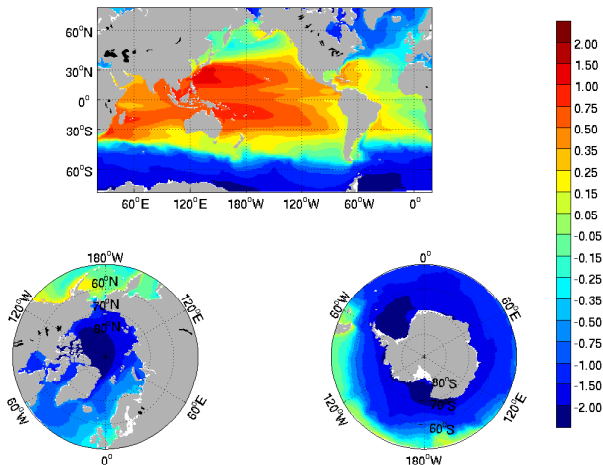 60°N
30°N
0°
30°S
60°S
60°E
120°E
180°W
120°W
60°W
0°
2.00
1.50
1.00
0.75
0.50
0.35
0.25
0.15
0.05
-0.05
-0.15
-0.25
-0.35
-0.50
-0.75
-1.00
-1.50
-2.00
180°W
120°W
60°N
70°N
80°N
120°E
60°W
60°E
0°
0°
60°W
60°E
80°S
70°S
60°S
120°W
120°E
180°W